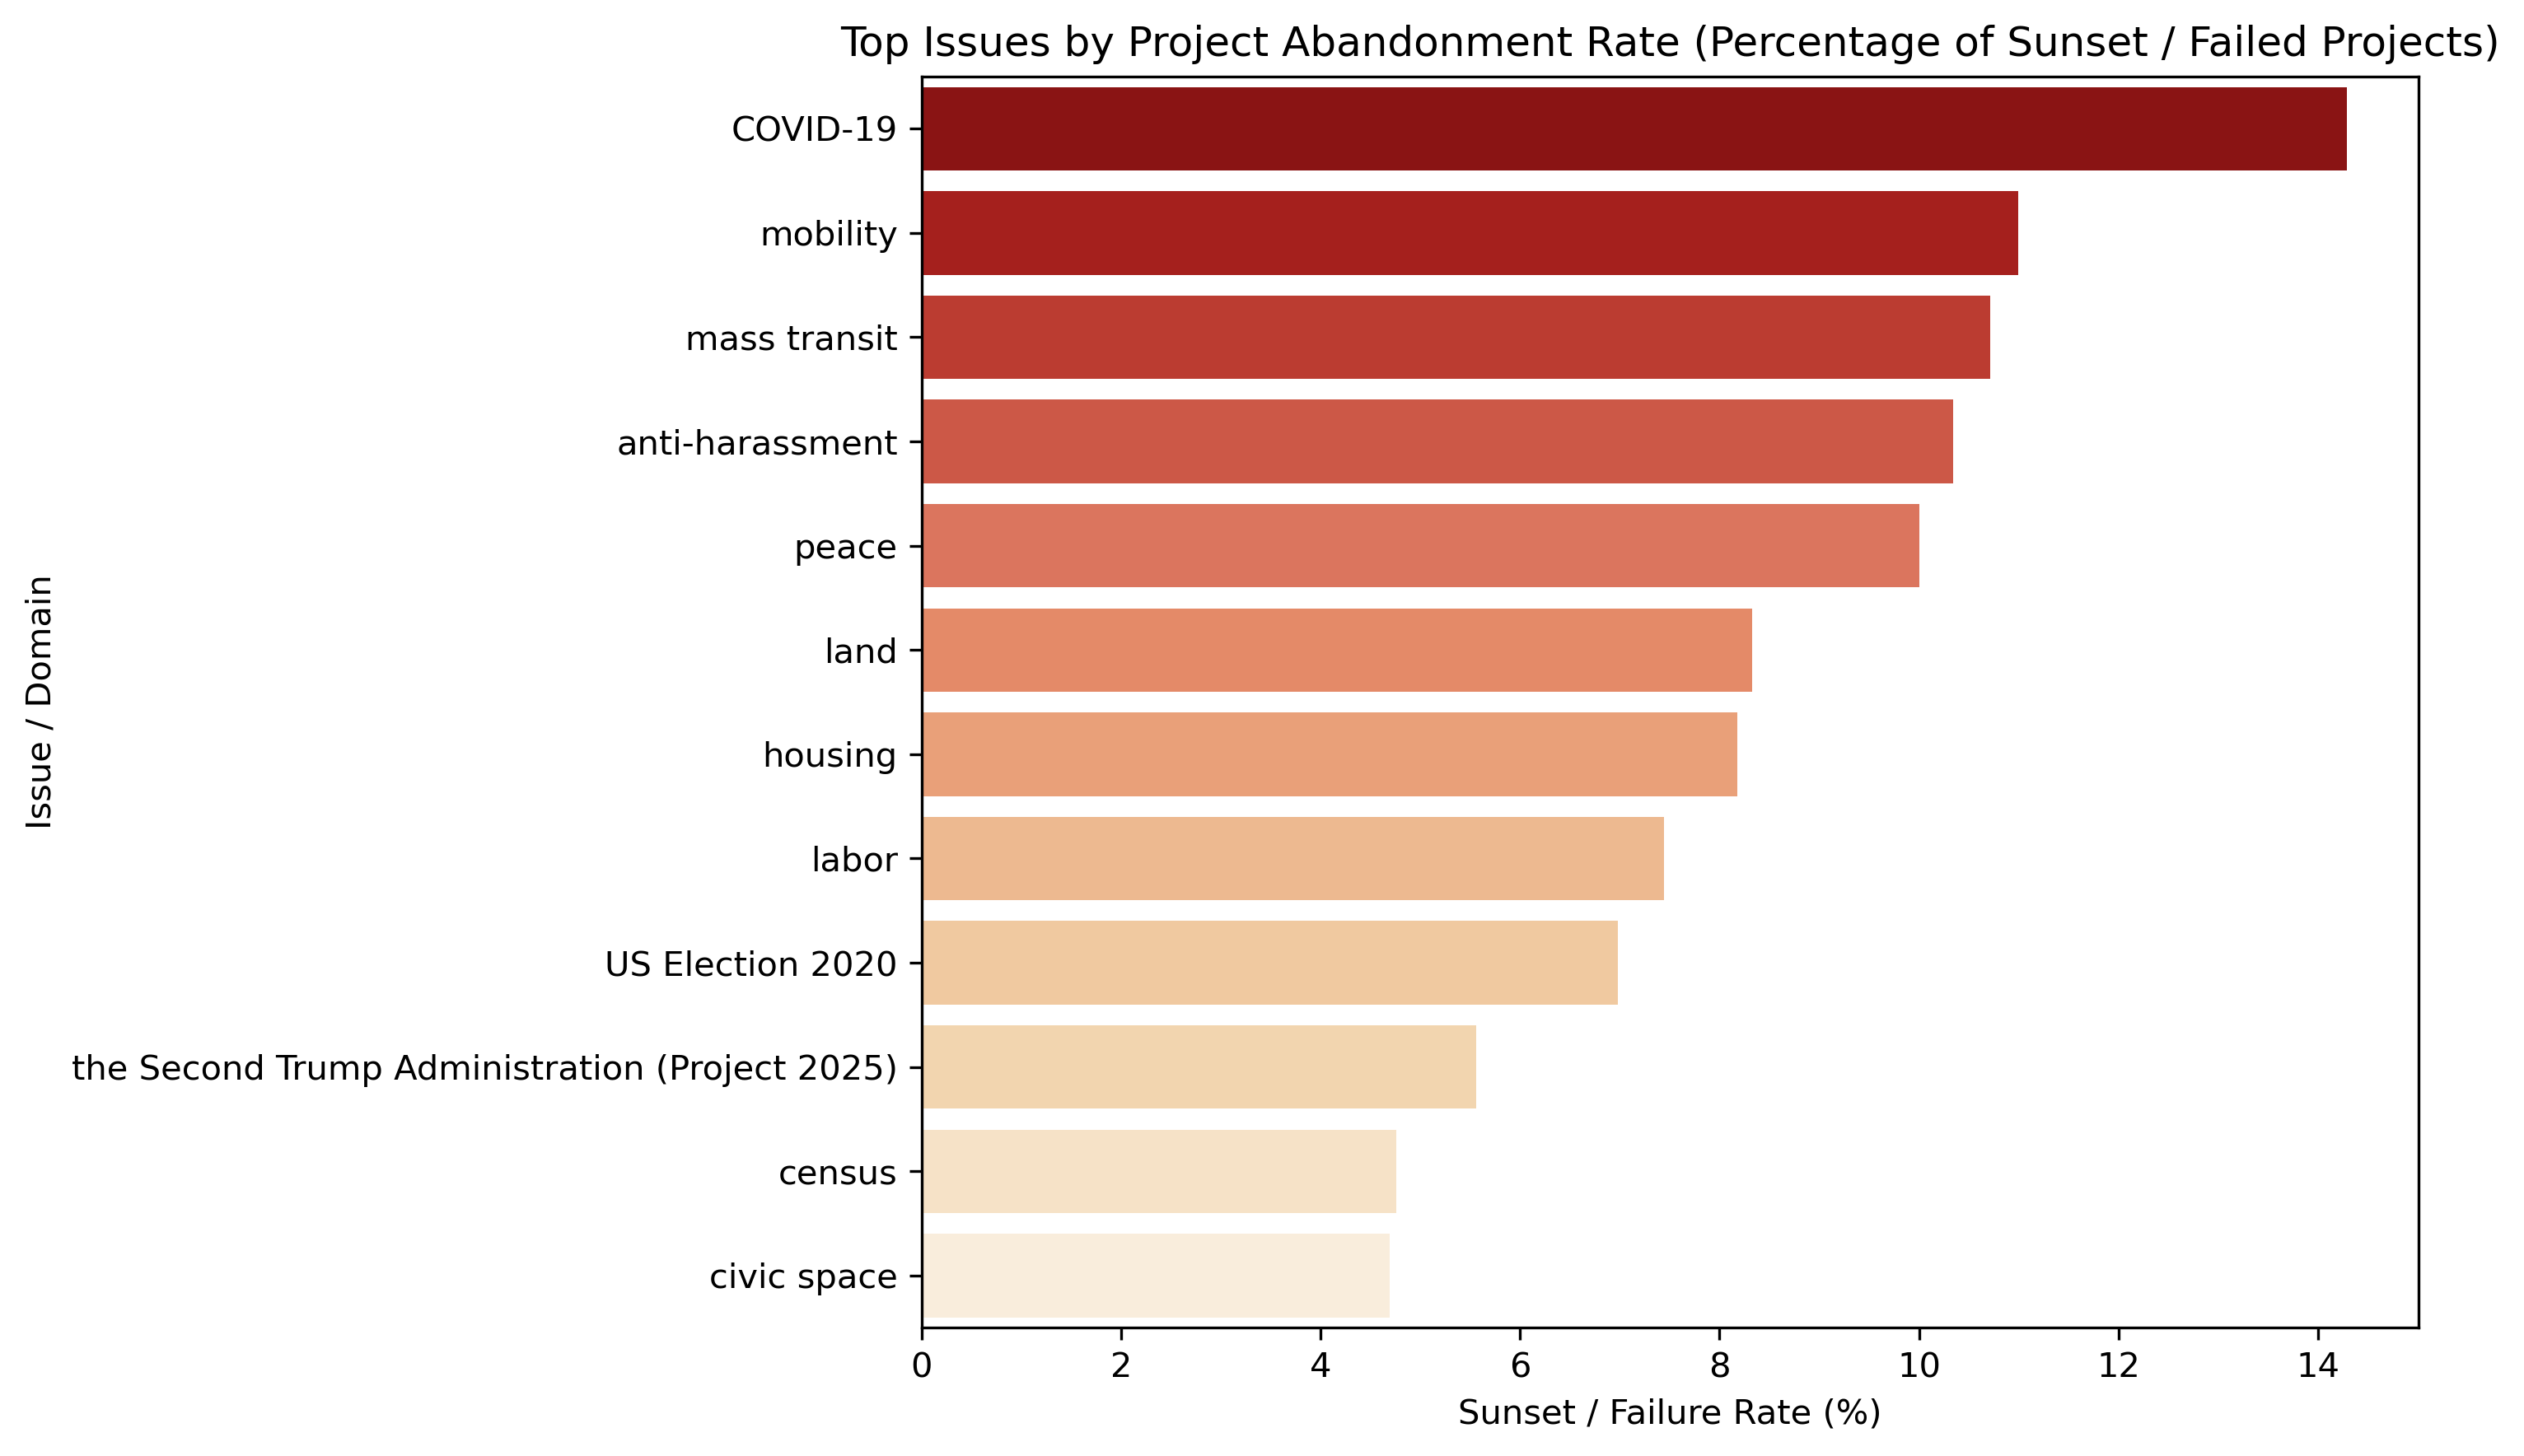 Top Issues by Project Abandonment Rate (Percentage of Sunset / Failed Projects)
Issue / Domain
COVID-19
mobility
mass transit
anti-harassment
peace
land
housing
labor
US Election 2020
the Second Trump Administration (Project 2025)
census
civic space
0 2 4 6 8 10 12 14
Sunset / Failure Rate (%)